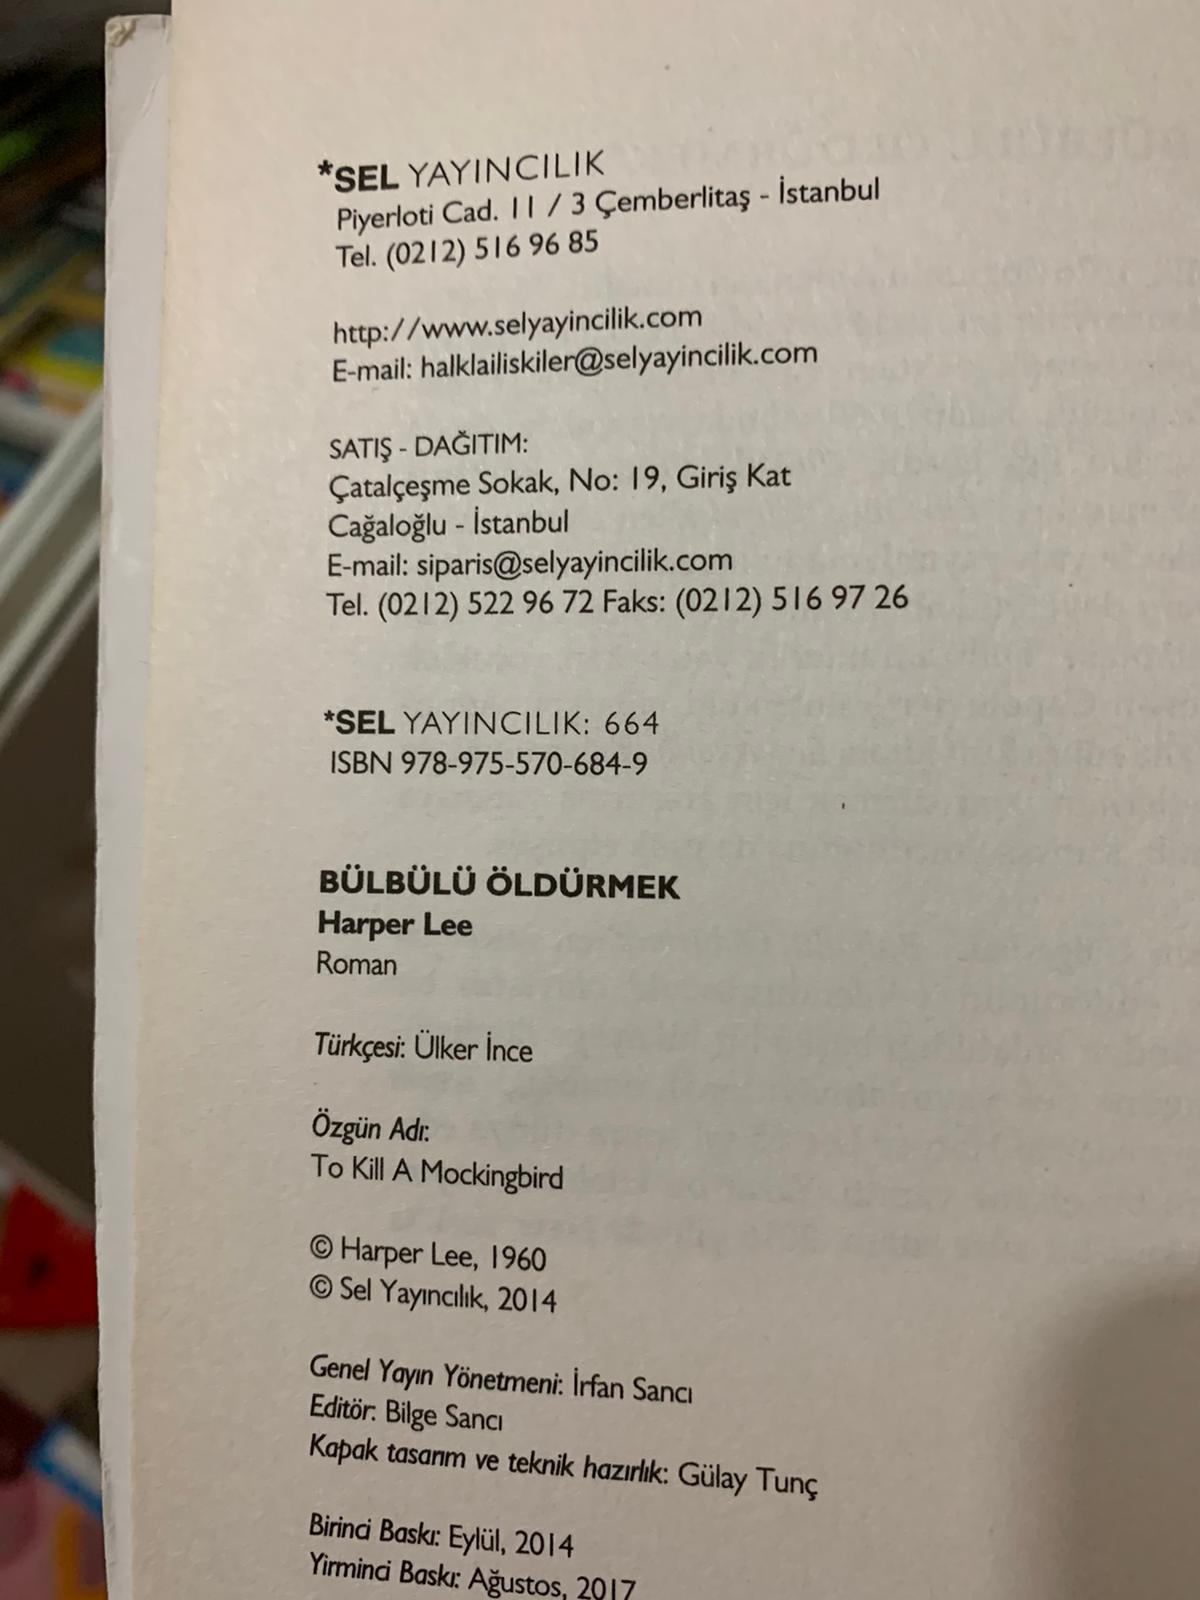 *SEL YAYINCILIK
Piyerloti Cad. 11 / 3 Çemberlitaş - İstanbul
Tel. (0212) 516 96 85
http://www.selyayincilik.com
E-mail: halklailiskiler@selyayincilik.com
SATIŞ - DAĞITIM:
Çatalçeşme Sokak, No: 19, Giriş Kat
Cağaloğlu - İstanbul
E-mail: siparis@selyayincilik.com
Tel. (0212) 522 96 72 Faks: (0212) 516 97 26
*SEL YAYINCILIK: 664
ISBN 978-975-570-684-9
BÜLBÜLÜ ÖLDÜRMEK
Harper Lee
Roman
Türkçesi: Ülker İnce
Özgün Adı:
To Kill A Mockingbird
© Harper Lee, 1960
© Sel Yayıncılık, 2014
Genel Yayın Yönetmeni: İrfan Sancı
Editör: Bilge Sancı
Kapak tasarım ve teknik hazırlık: Gülay Tunç
Birinci Baskı: Eylül, 2014
Yirminci Baskı: Ağustos, 2017